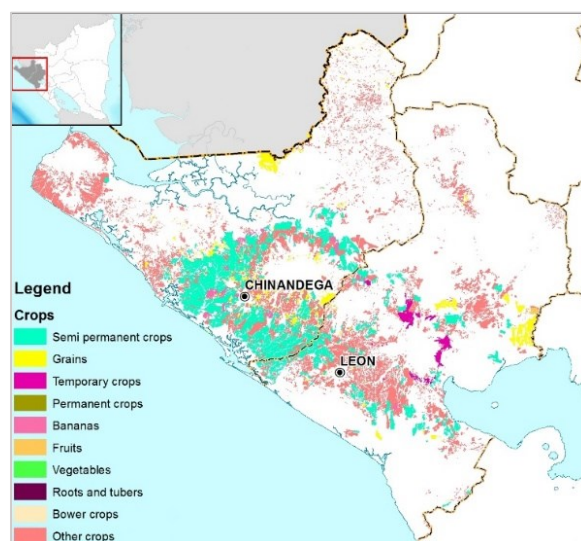 CHINANDEGA
LEON
Legend
Crops
Semi permanent crops
Grains
Temporary crops
Permanent crops
Bananas
Fruits
Vegetables
Roots and tubers
Bower crops
Other crops